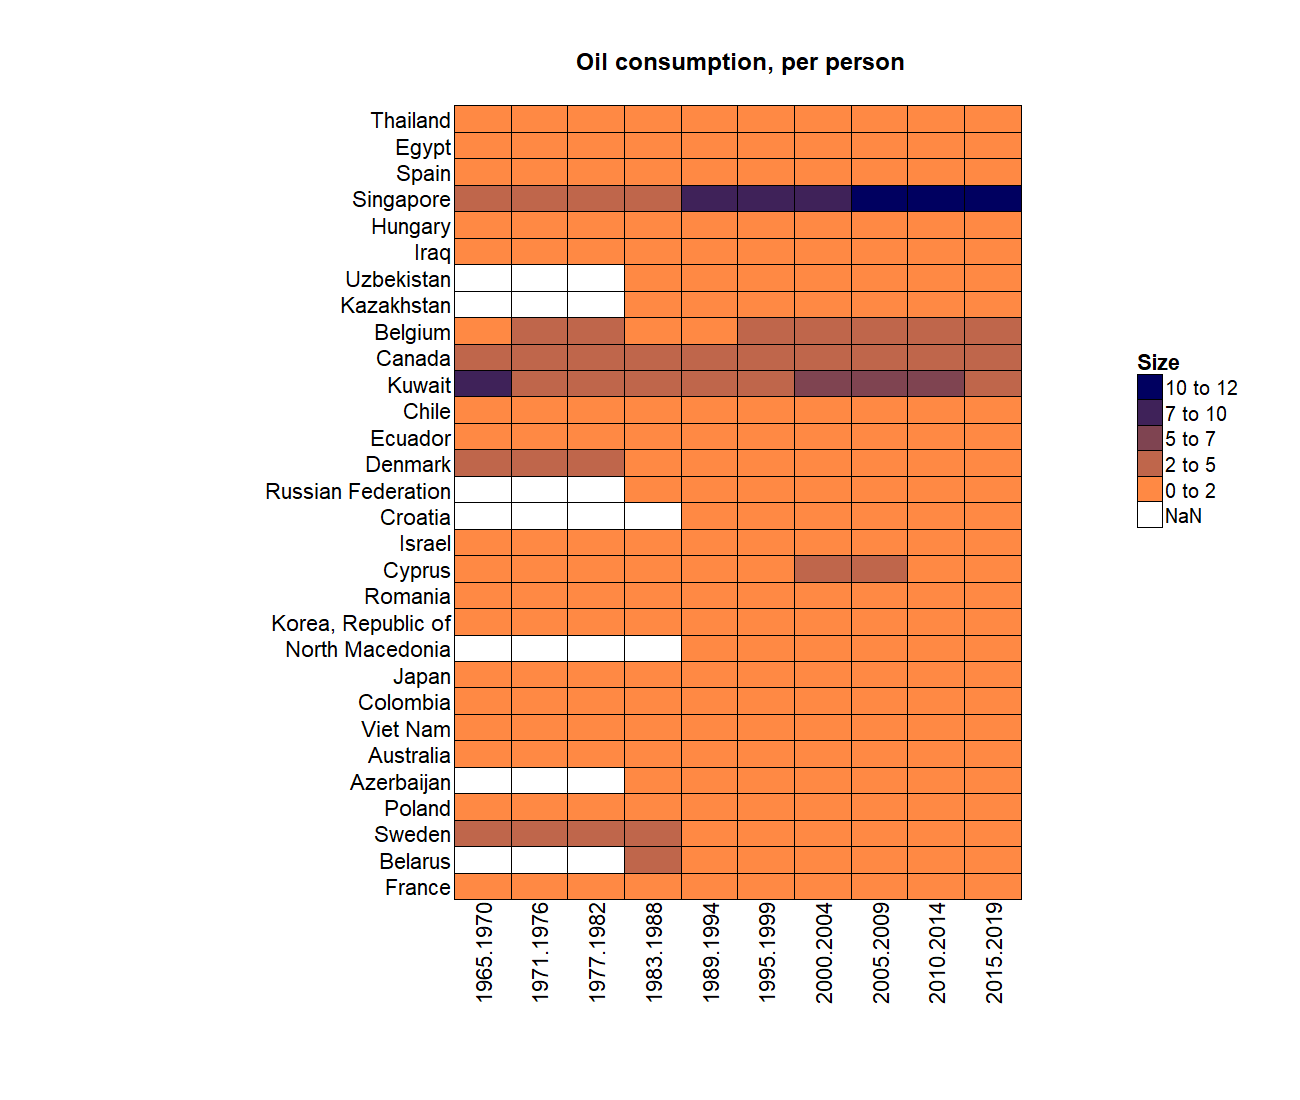 Oil consumption, per person
Thailand
Egypt
Spain
Singapore
Hungary
Iraq
Uzbekistan
Kazakhstan
Belgium
Canada
Kuwait
Chile
Ecuador
Denmark
Russian Federation
Croatia
Israel
Cyprus
Romania
Korea, Republic of
North Macedonia
Japan
Colombia
Viet Nam
Australia
Azerbaijan
Poland
Sweden
Belarus
France
1965.1970
1971.1976
1977.1982
1983.1988
1989.1994
1995.1999
2000.2004
2005.2009
2010.2014
2015.2019
Size
10 to 12
7 to 10
5 to 7
2 to 5
0 to 2
NaN